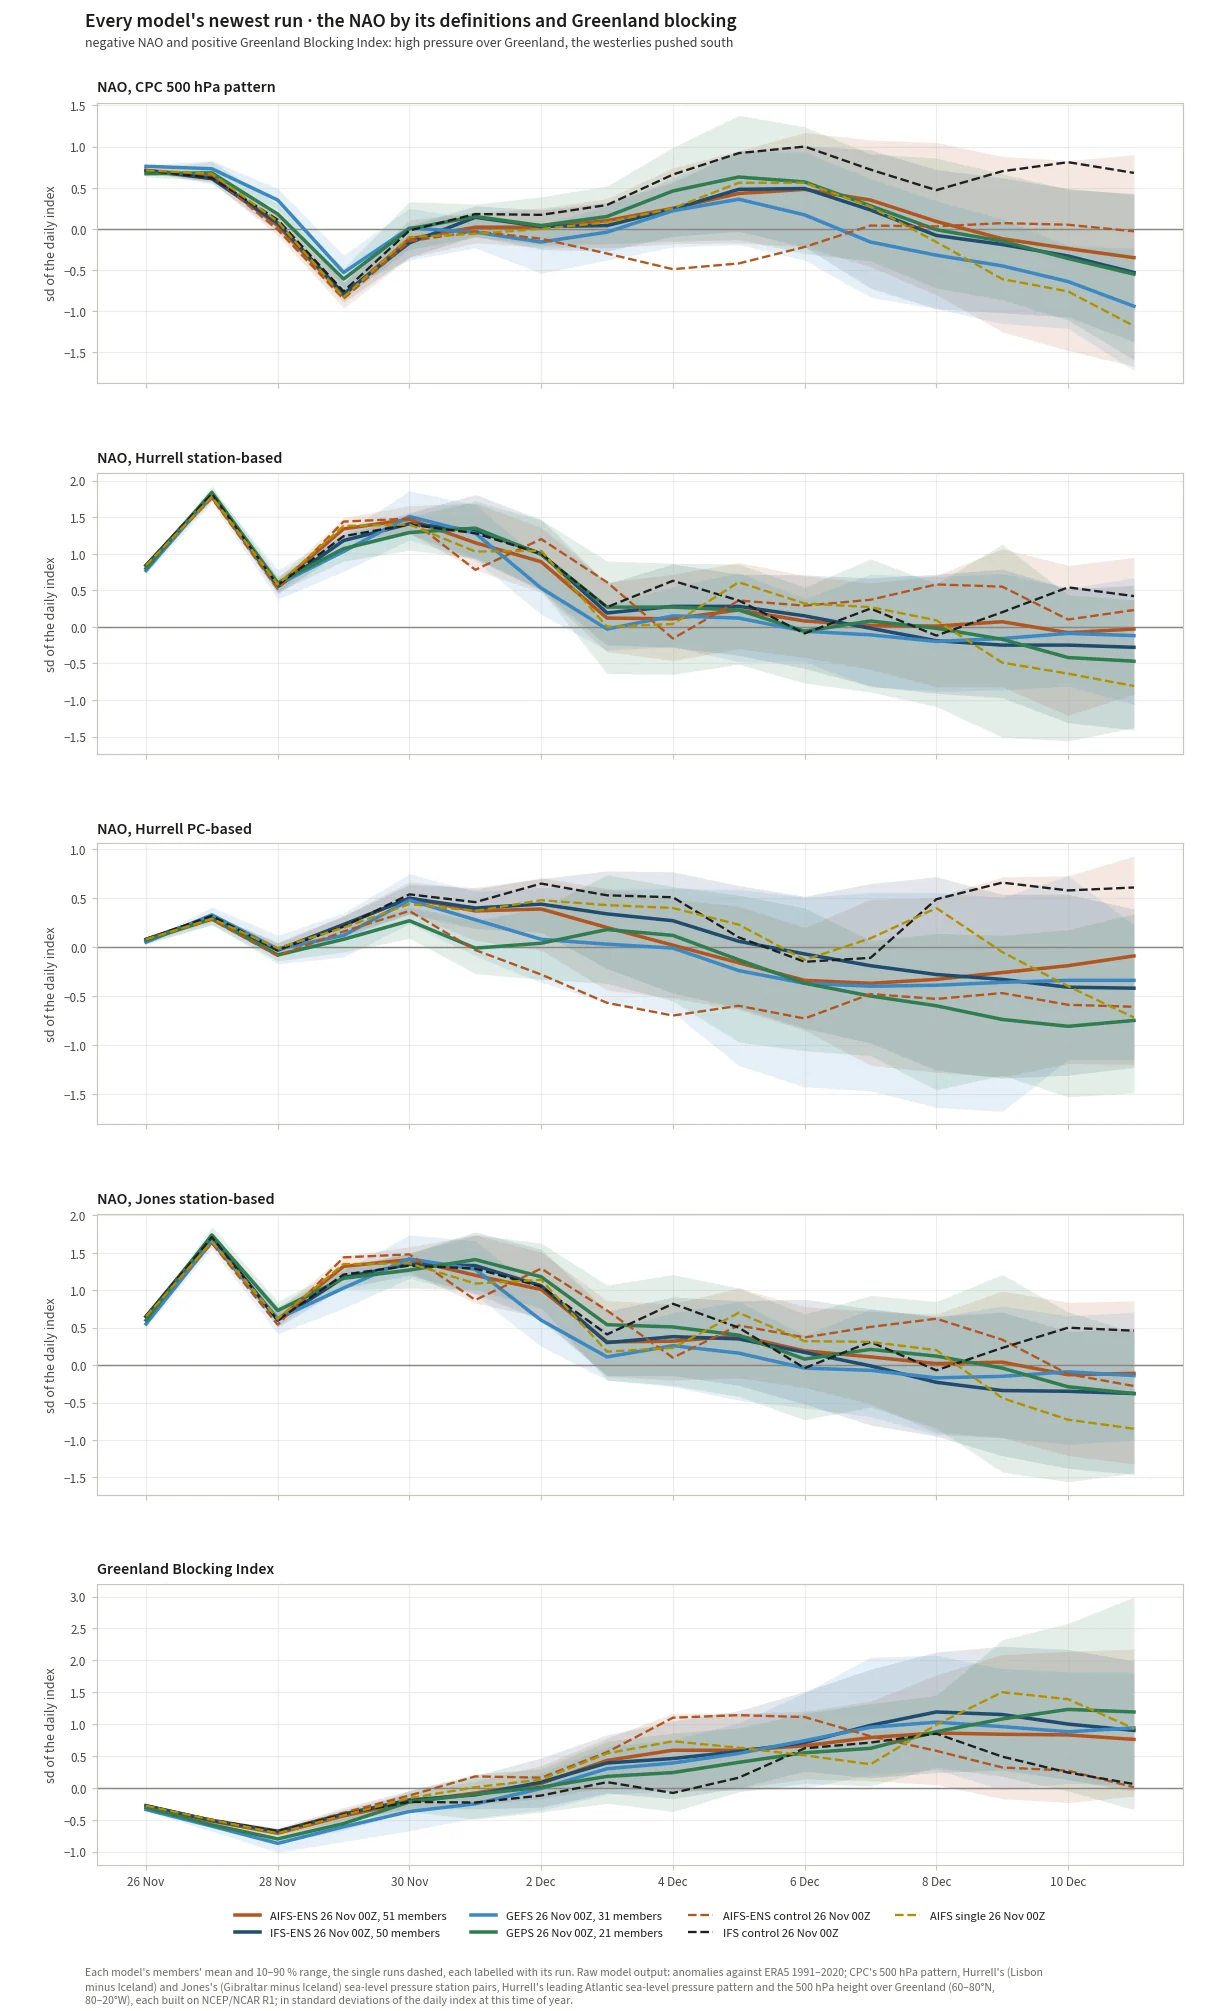 Every model's newest run · the NAO by its definitions and Greenland blocking
negative NAO and positive Greenland Blocking Index: high pressure over Greenland, the westerlies pushed south
NAO, CPC 500 hPa pattern
1.5
1.0
0.5
0.0
−0.5
−1.0
−1.5
sd of the daily index
NAO, Hurrell station-based
2.0
1.5
1.0
0.5
0.0
−0.5
−1.0
−1.5
sd of the daily index
NAO, Hurrell PC-based
1.0
0.5
0.0
−0.5
−1.0
−1.5
sd of the daily index
NAO, Jones station-based
2.0
1.5
1.0
0.5
0.0
−0.5
−1.0
−1.5
sd of the daily index
Greenland Blocking Index
3.0
2.5
2.0
1.5
1.0
0.5
0.0
−0.5
−1.0
sd of the daily index
26 Nov 28 Nov 30 Nov 2 Dec 4 Dec 6 Dec 8 Dec 10 Dec
AIFS-ENS 26 Nov 00Z, 51 members GEFS 26 Nov 00Z, 31 members AIFS-ENS control 26 Nov 00Z AIFS single 26 Nov 00Z
IFS-ENS 26 Nov 00Z, 50 members GEPS 26 Nov 00Z, 21 members IFS control 26 Nov 00Z
Each model's members' mean and 10–90 % range, the single runs dashed, each labelled with its run. Raw model output: anomalies against ERA5 1991–2020; CPC's 500 hPa pattern, Hurrell's (Lisbon
minus Iceland) and Jones's (Gibraltar minus Iceland) sea-level pressure station pairs, Hurrell's leading Atlantic sea-level pressure pattern and the 500 hPa height over Greenland (60–80°N,
80–20°W), each built on NCEP/NCAR R1; in standard deviations of the daily index at this time of year.